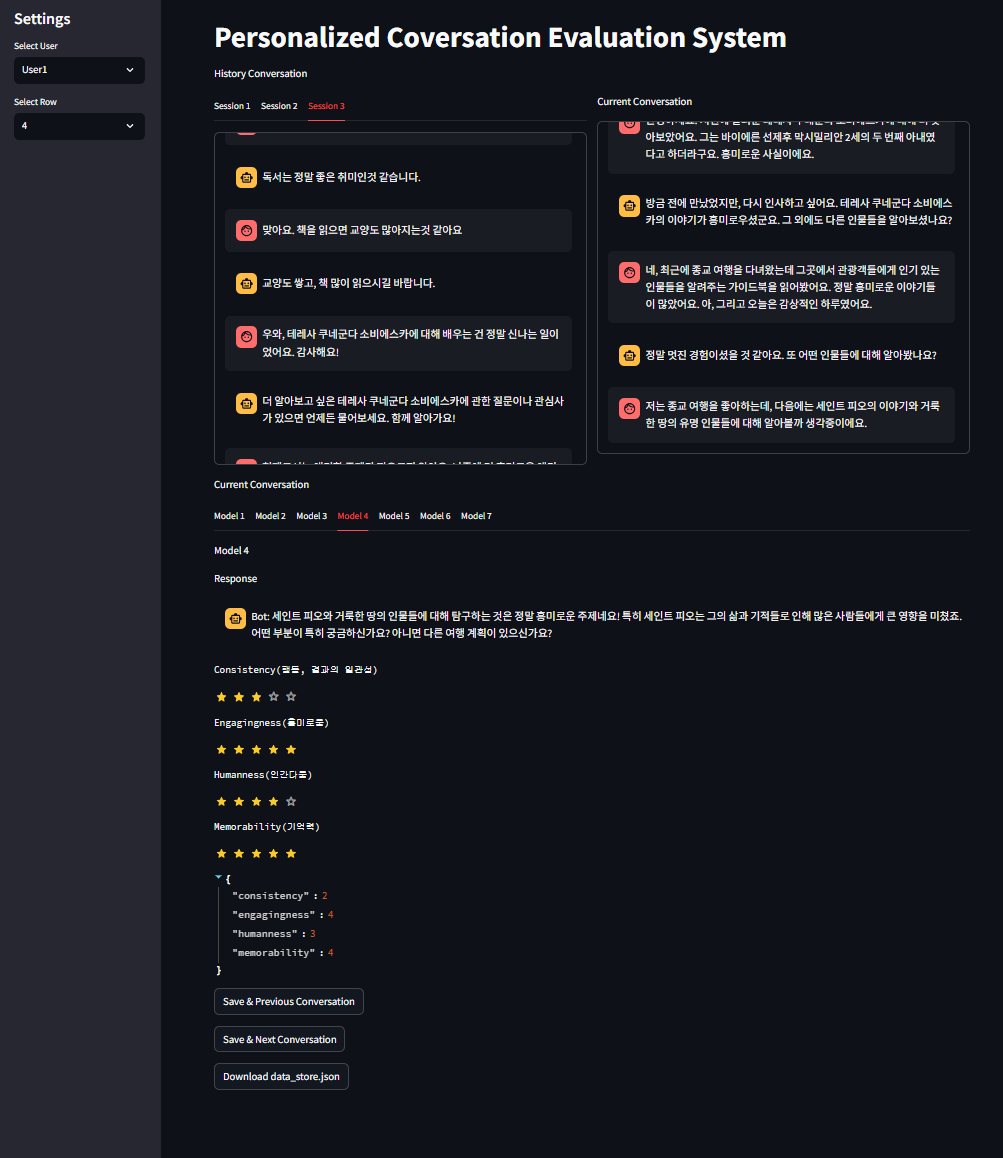 Settings
Select User
User1
Select Row
4
Personalized Coversation Evaluation System
History Conversation
Session 1
Session 2
Session 3
독서는 정말 좋은 취미인것 같습니다.
맞아요. 책을 읽으면 교양도 많아지는것 같아요
교양도 쌓고, 책 많이 읽으시길 바랍니다.
우와, 테레사 쿠네군다 소비에스카에 대해 배우는 건 정말 신나는 일이
었어요. 감사해요!
더 알아보고 싶은 테레사 쿠네군다 소비에스카에 관한 질문이나 관심사
가 있으면 언제든 물어보세요. 함께 알아가요!
Current Conversation
아보았어요. 그는 바이에른 선제후 막시밀리안 2세의 두 번째 아내였
다고 하더라구요. 흥미로운 사실이에요.
방금 전에 만났었지만, 다시 인사하고 싶어요. 테레사 쿠네군다 소비에스
카의 이야기가 흥미로우셨군요. 그 외에도 다른 인물들을 알아보셨나요?
네, 최근에 종교 여행을 다녀왔는데 그곳에서 관광객들에게 인기 있는
인물들을 알려주는 가이드북을 읽어봤어요. 정말 흥미로운 이야기들
이 많았어요. 아, 그리고 오늘은 감상적인 하루였어요.
정말 멋진 경험이셨을 것 같아요. 또 어떤 인물들에 대해 알아봤나요?
저는 종교 여행을 좋아하는데, 다음에는 세인트 피오의 이야기와 거룩
한 땅의 유명 인물들에 대해 알아볼까 생각중이에요.
Current Conversation
Model 1
Model 2
Model 3
Model 4
Model 5
Model 6
Model 7
Model 4
Response
Bot: 세인트 피오와 거룩한 땅의 인물들에 대해 탐구하는 것은 정말 흥미로운 주제네요! 특히 세인트 피오는 그의 삶과 기적들로 인해 많은 사람들에게 큰 영향을 미쳤죠.
어떤 부분이 특히 궁금하신가요? 아니면 다른 여행 계획이 있으신가요?
Consistency(행동, 결과의 일관성)
Engagingness(흥미로움)
Humanness(인간다움)
Memorability(기억력)
{
"consistency" : 2
"engagingness" : 4
"humanness" : 3
"memorability" : 4
}
Save & Previous Conversation
Save & Next Conversation
Download data_store.json